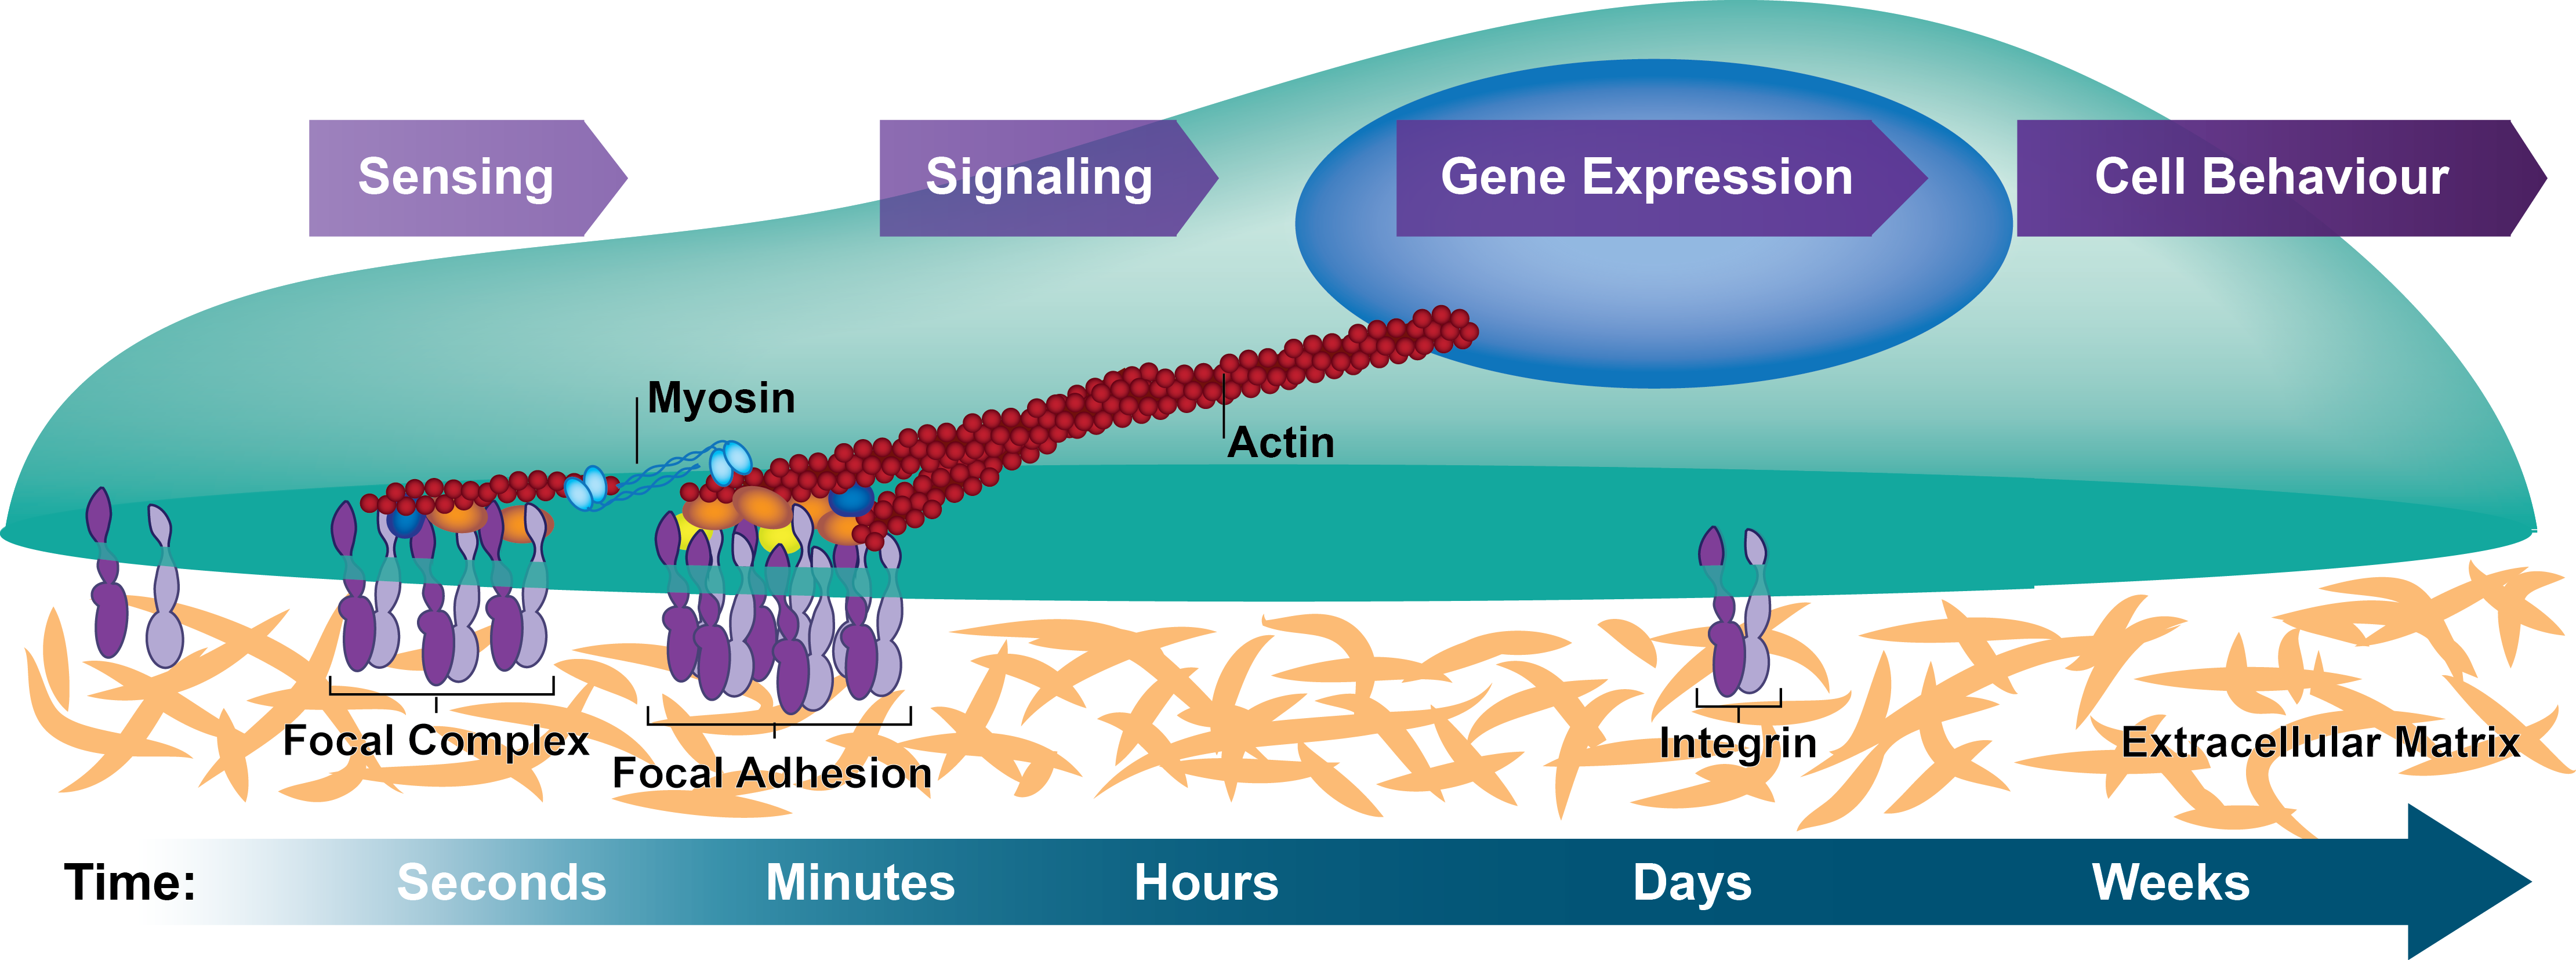 Sensing
Signaling
Gene Expression
Cell Behaviour
Myosin
Actin
Focal Complex
Focal Adhesion
Integrin
Extracellular Matrix
Time:
Seconds
Minutes
Hours
Days
Weeks